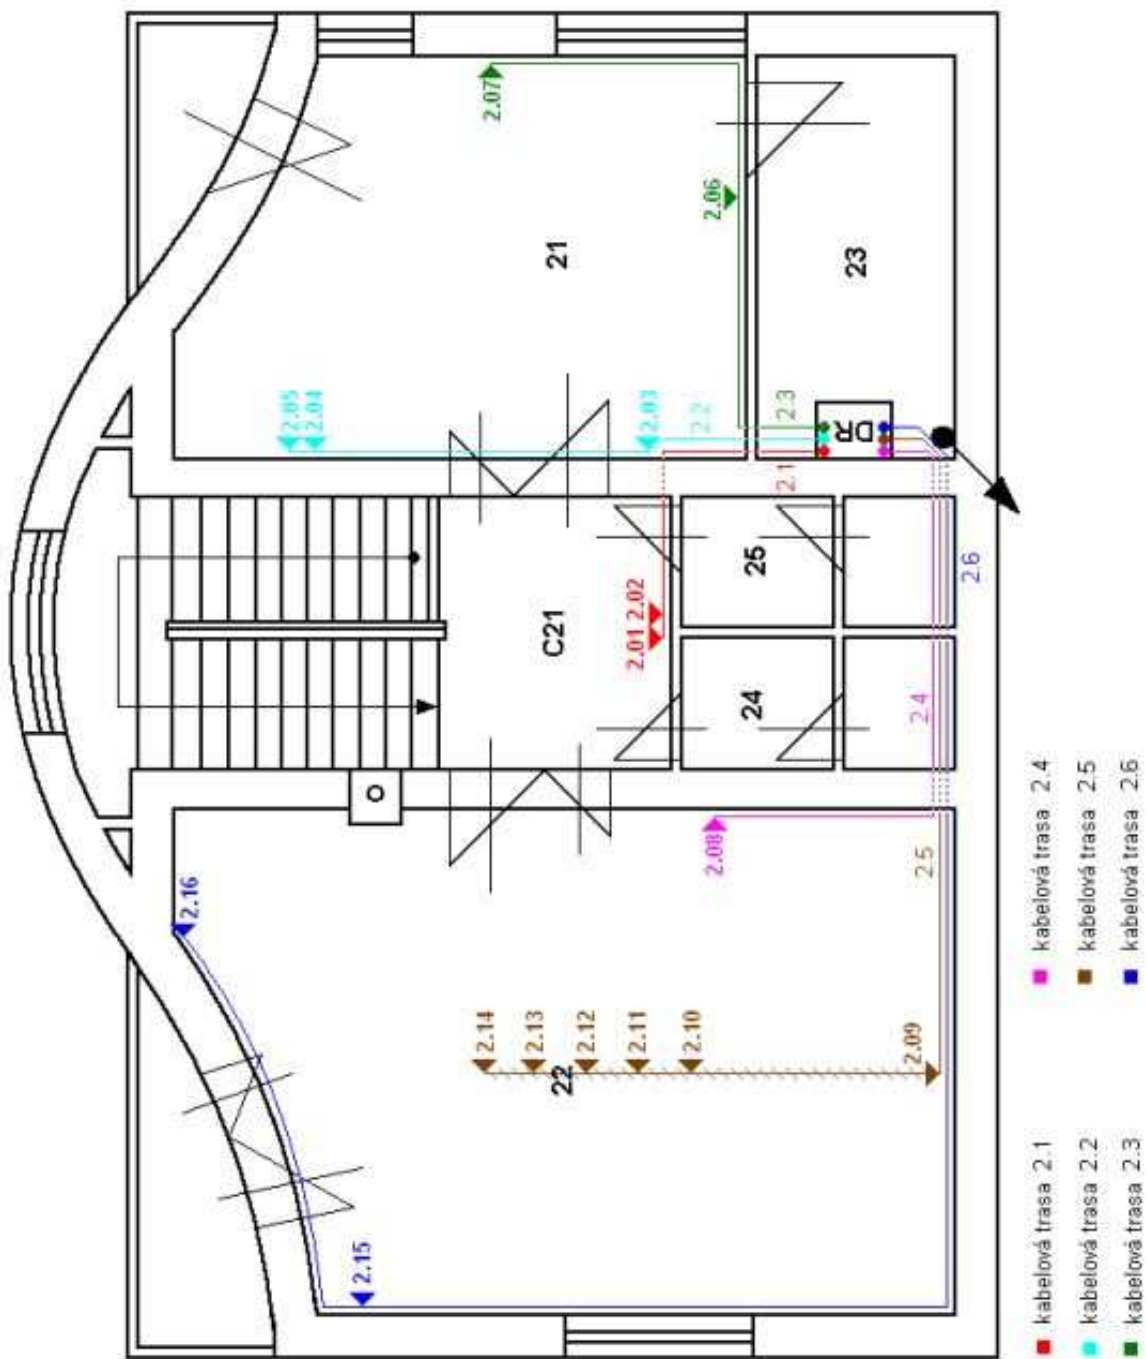 2.16
2.15
2.14
2.13
2.12
2.11
2.10
2.09
22
2.5
2.08
O
C21
2.01 2.02
24
25
2.4
2.6
2.05
2.04
2.03
2.2
2.1
2.3
DR
21
2.07
2.06
23
kabelová trasa 2.1
kabelová trasa 2.2
kabelová trasa 2.3
kabelová trasa 2.4
kabelová trasa 2.5
kabelová trasa 2.6